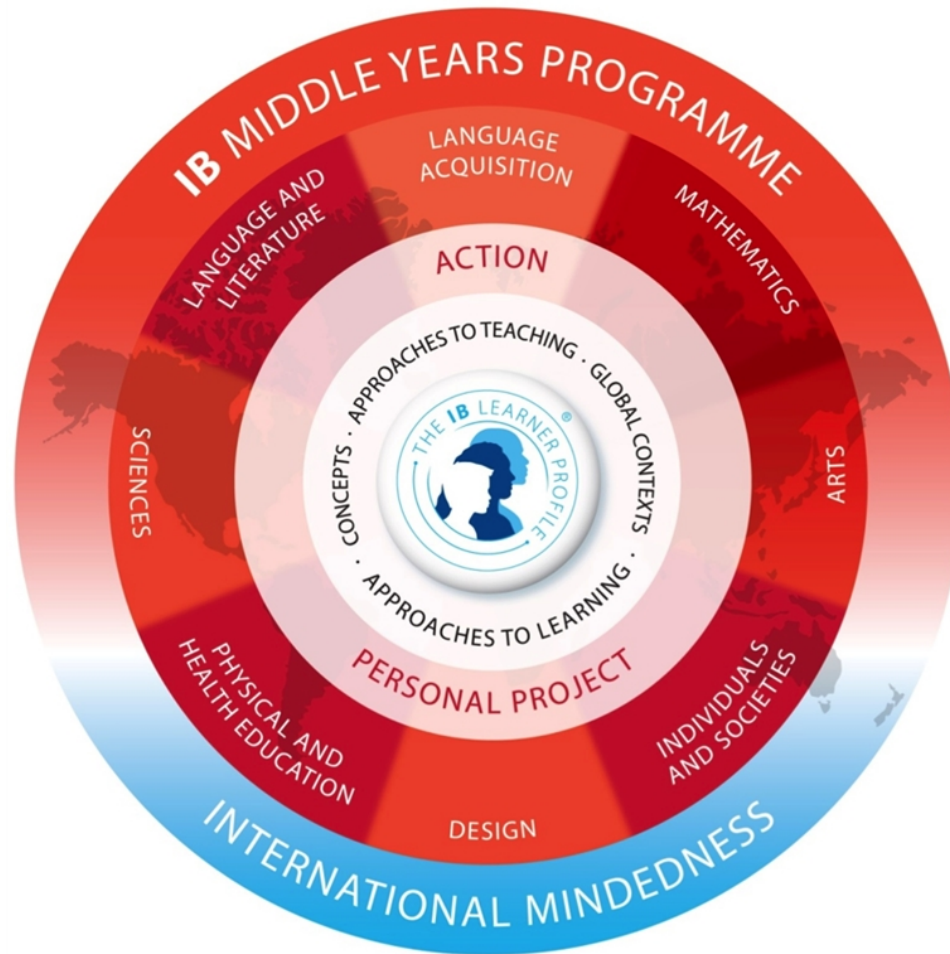 IB MIDDLE YEARS PROGRAMME
LANGUAGE
ACQUISITION
MATHEMATICS
ARTS
INDIVIDUALS
AND SOCIETIES
DESIGN
PHYSICAL AND
HEALTH EDUCATION
SCIENCES
LANGUAGE AND
LITERATURE
ACTION
PERSONAL PROJECT
APPROACHES TO TEACHING · GLOBAL CONTEXTS · APPROACHES TO LEARNING · CONCEPTS ·
· THE IB LEARNER PROFILE ·
®
INTERNATIONAL MINDEDNESS